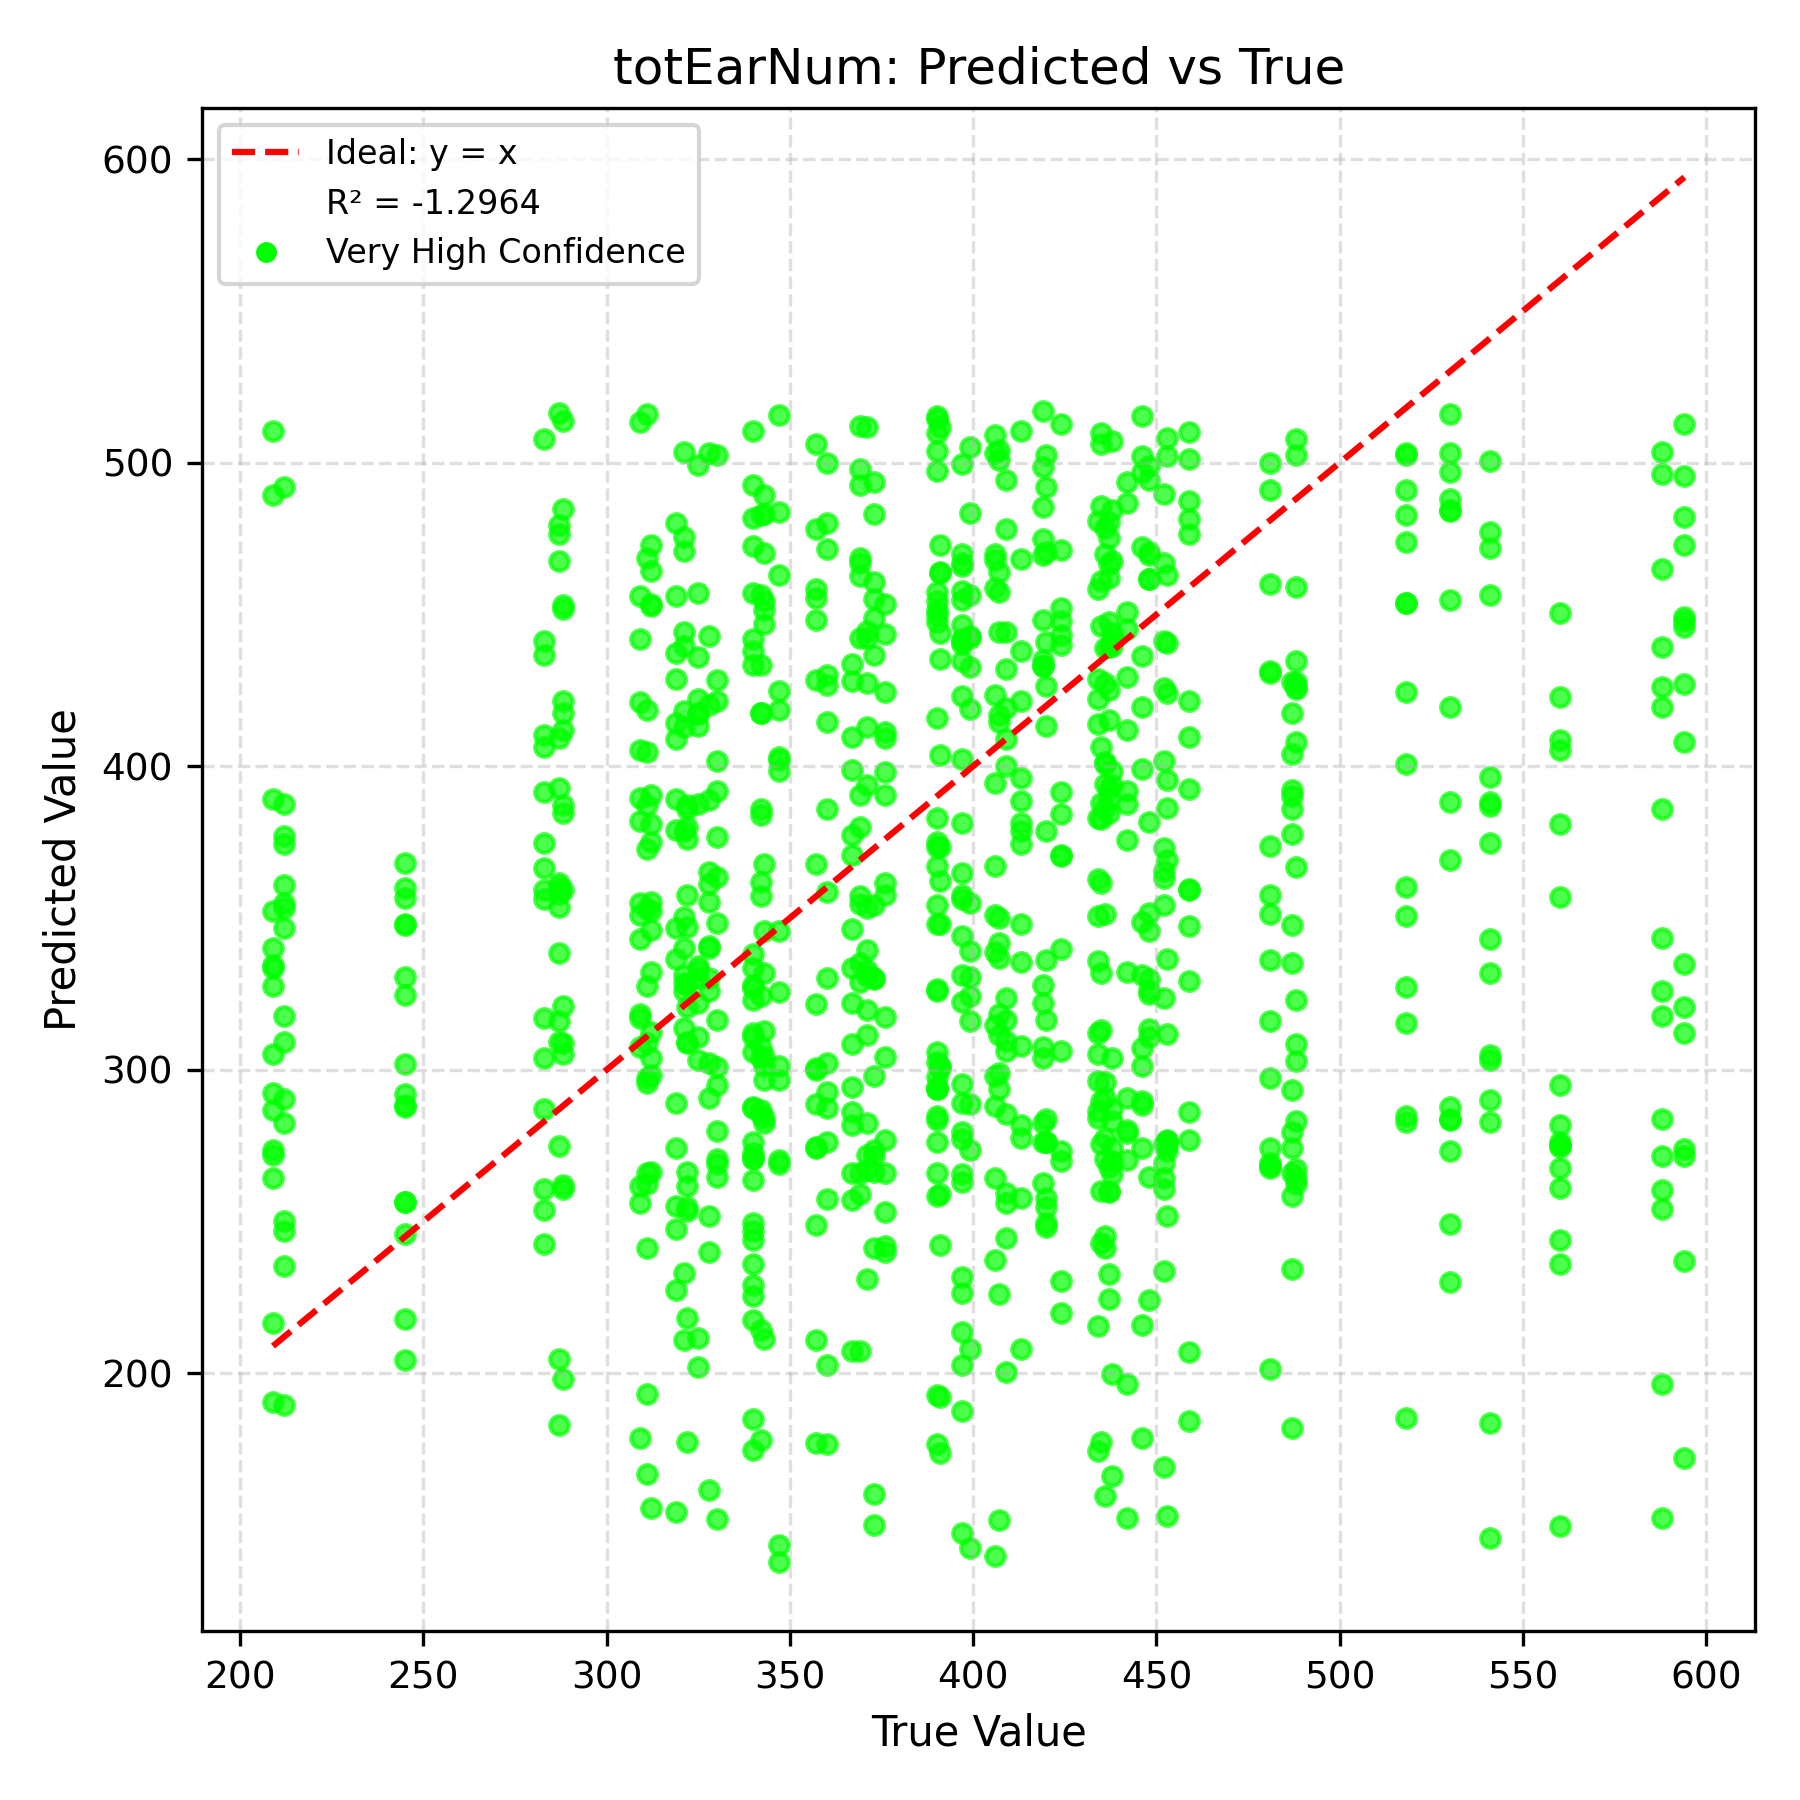 totEarNum: Predicted vs True
Ideal: y = x
R² = -1.2964
Very High Confidence
600
500
400
300
200
Predicted Value
200 250 300 350 400 450 500 550 600
True Value